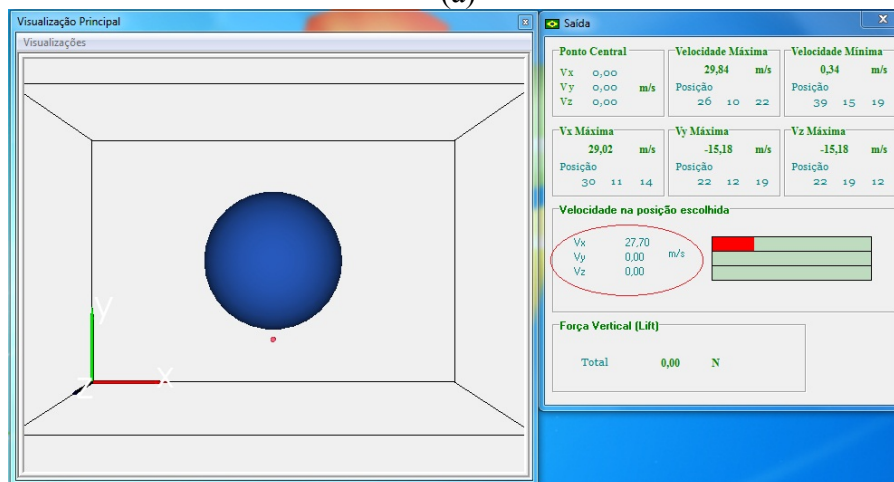 (a)
Visualização Principal
Visualizações
y
x
z
Saída
x
Ponto Central
Vx 0,00
Vy 0,00 m/s
Vz 0,00
Velocidade Máxima
29,84 m/s
Posição
26 10 22
Velocidade Mínima
0,34 m/s
Posição
39 15 19
Vx Máxima
29,02 m/s
Posição
30 11 14
Vy Máxima
-15,18 m/s
Posição
22 12 19
Vz Máxima
-15,18 m/s
Posição
22 19 12
Velocidade na posição escolhida
Vx 27,70
Vy 0,00 m/s
Vz 0,00
Força Vertical (Lift)
Total 0,00 N